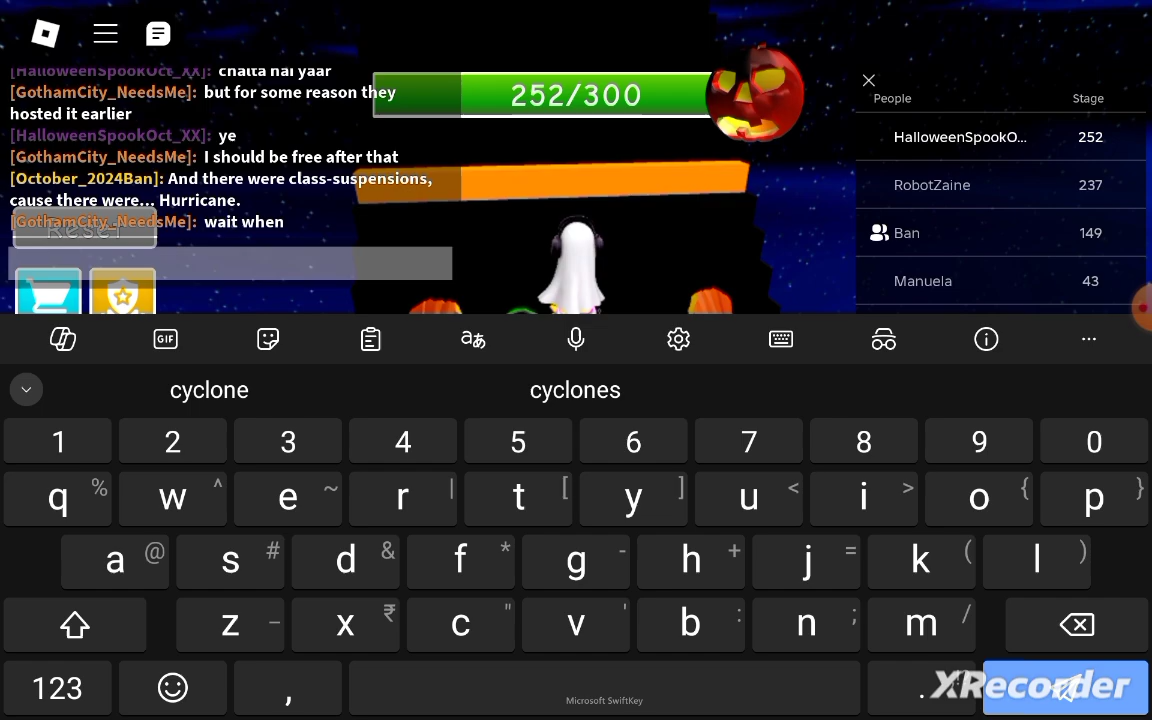 [HalloweenSpookOct_XX]: chalta hai yaar
[GothamCity_NeedsMe]: but for some reason they
hosted it earlier
[HalloweenSpookOct_XX]: ye
[GothamCity_NeedsMe]: I should be free after that
[October_2024Ban]: And there were class-suspensions,
cause there were... Hurricane.
[GothamCity_NeedsMe]: wait when
Reset
252/300
People Stage
HalloweenSpookO... 252
RobotZaine 237
Ban 149
Manuela 43
GIF
cyclone cyclones
1 2 3 4 5 6 7 8 9 0
q % w ^ e ~ r | t [ y ] u < i > o { p }
a @ s # d & f * g - h + j = k ( l )
z _ x ₹ c " v ' b : n ; m /
123 , Microsoft SwiftKey .
XRecorder